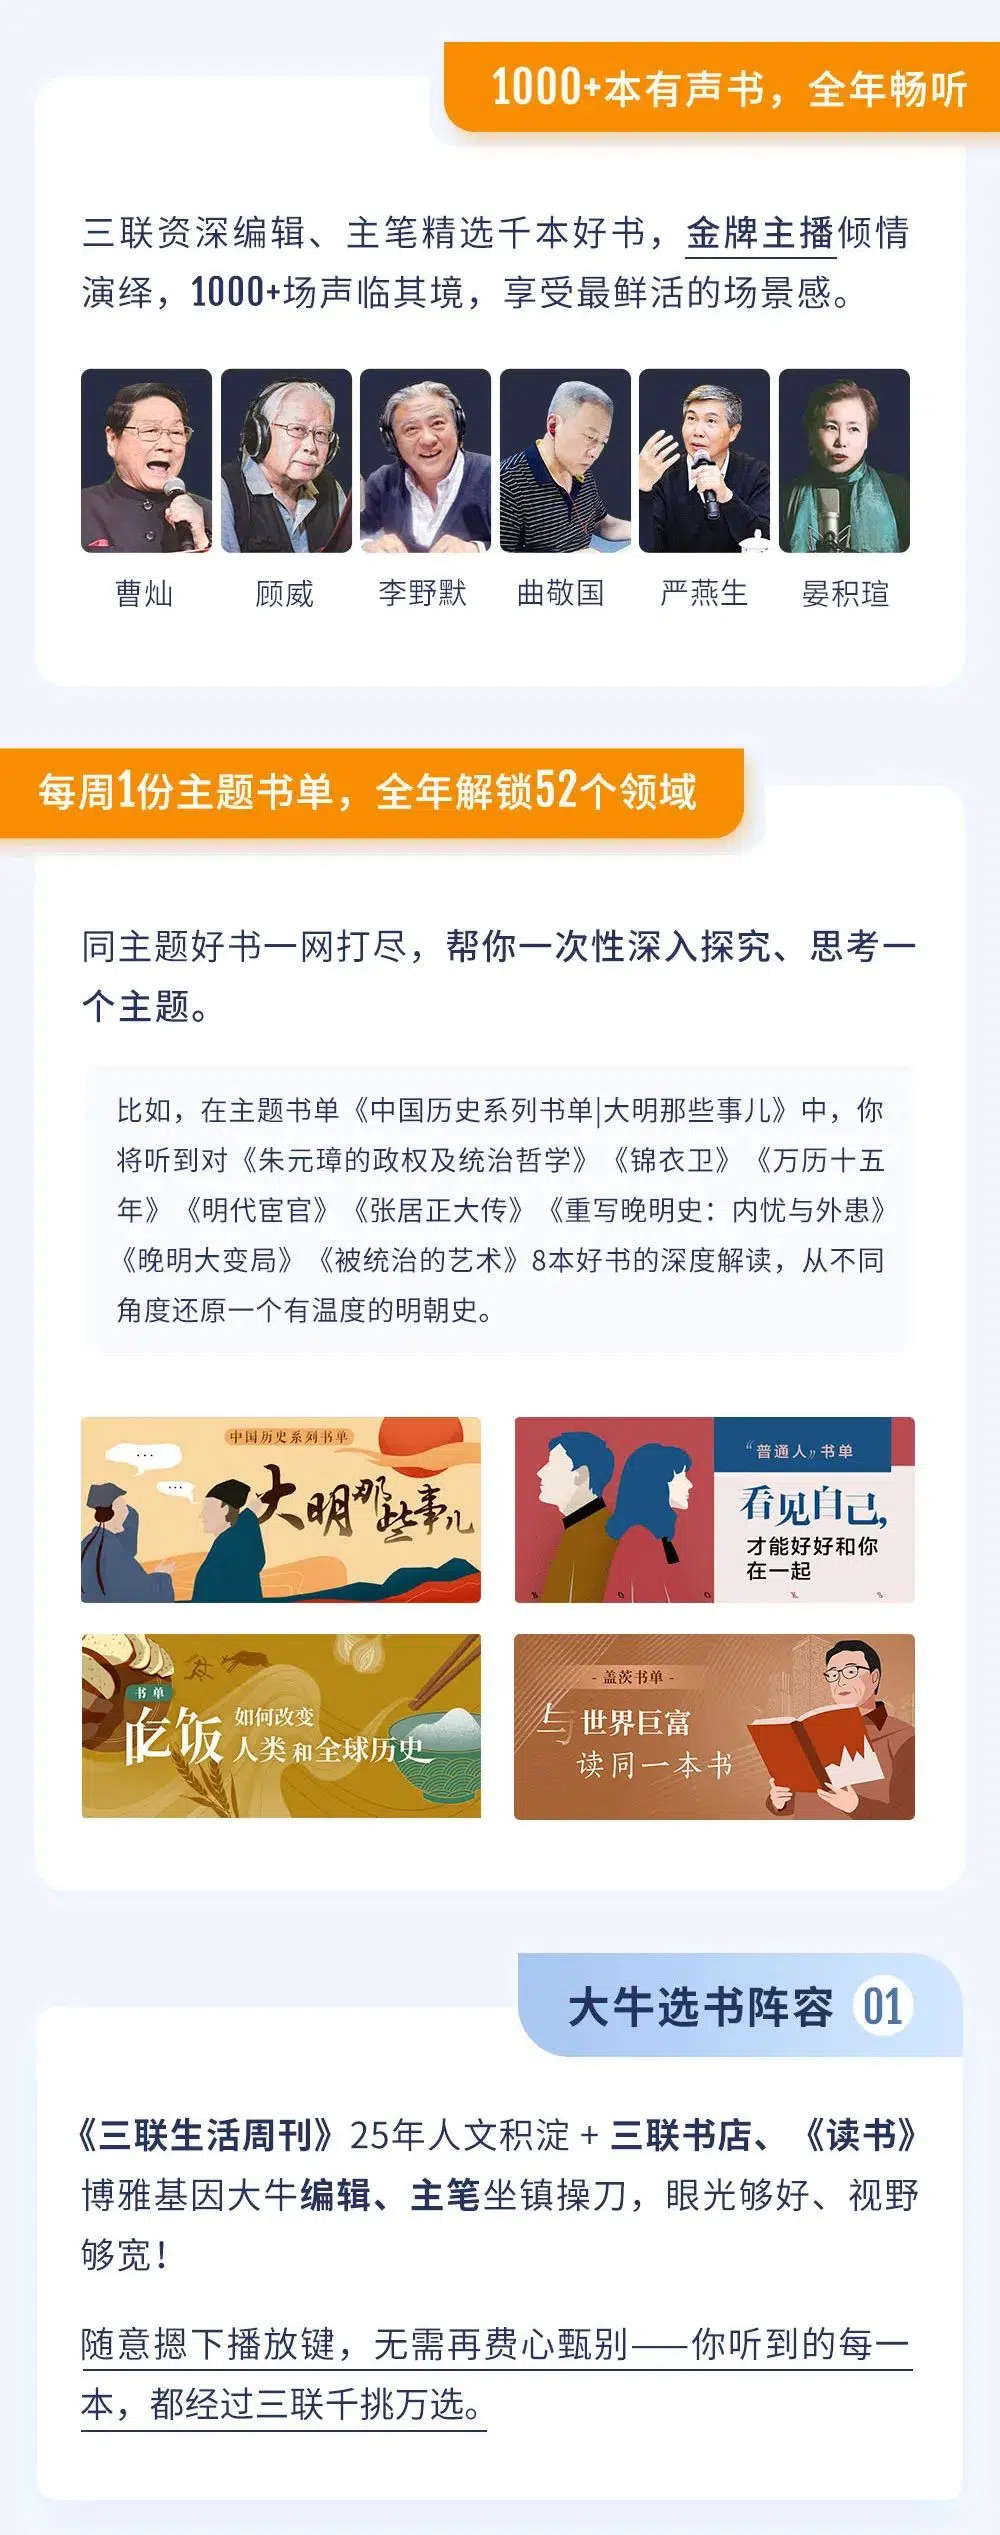 1000+本有声书，全年畅听
三联资深编辑、主笔精选千本好书，金牌主播倾情
演绎，1000+场声临其境，享受最鲜活的场景感。
曹灿
顾威
李野默
曲敬国
严燕生
晏积瑄
每周1份主题书单，全年解锁52个领域
同主题好书一网打尽，帮你一次性深入探究、思考一
个主题。
比如，在主题书单《中国历史系列书单|大明那些事儿》中，你
将听到对《朱元璋的政权及统治哲学》《锦衣卫》《万历十五
年》《明代宦官》《张居正大传》《重写晚明史：内忧与外患》
《晚明大变局》《被统治的艺术》8本好书的深度解读，从不同
角度还原一个有温度的明朝史。
中国历史系列书单
大明那些事儿
“普通人”书单
看见自己，
才能好好和你
在一起
B O O K S
书单
吃饭 如何改变
人类和全球历史
- 盖茨书单 -
与世界巨富
读同一本书
大牛选书阵容 01
《三联生活周刊》25年人文积淀 + 三联书店、《读书》
博雅基因大牛编辑、主笔坐镇操刀，眼光够好、视野
够宽！
随意摁下播放键，无需再费心甄别——你听到的每一
本，都经过三联千挑万选。